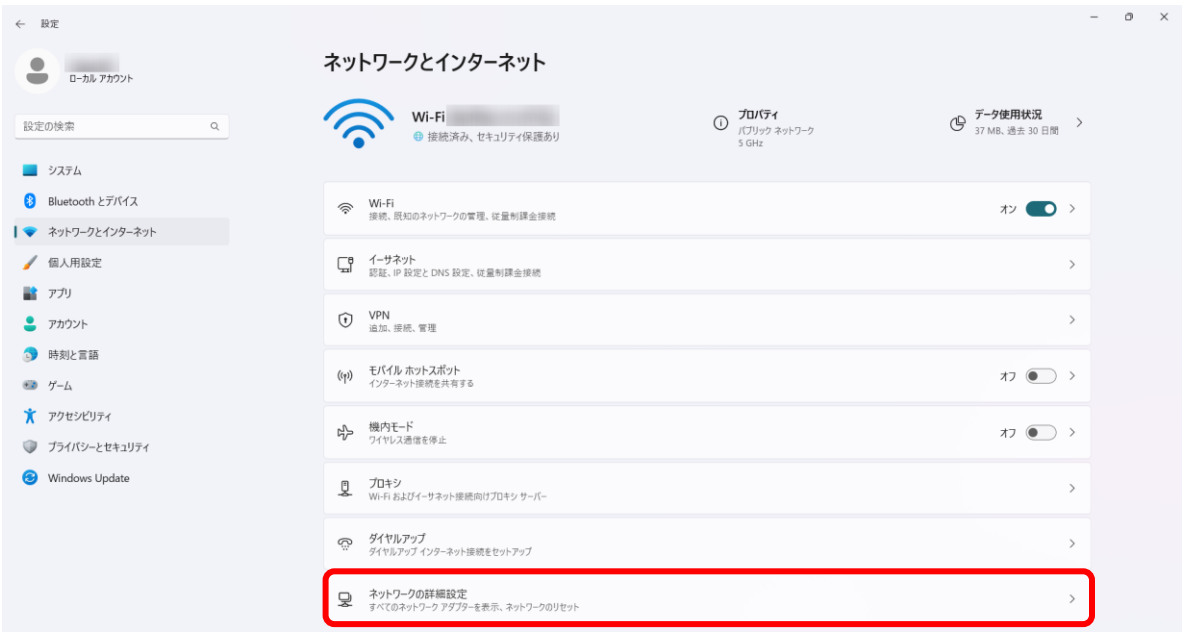 設定
ローカル アカウント
設定の検索
システム
Bluetooth とデバイス
ネットワークとインターネット
個人用設定
アプリ
アカウント
時刻と言語
ゲーム
アクセシビリティ
プライバシーとセキュリティ
Windows Update
ネットワークとインターネット
Wi-Fi
接続済み、セキュリティ保護あり
プロパティ
パブリック ネットワーク
5 GHz
データ使用状況
37 MB、過去 30 日間
Wi-Fi
接続、既知のネットワークの管理、従量制課金接続
オン
イーサネット
認証、IP 設定と DNS 設定、従量制課金接続
VPN
追加、接続、管理
モバイル ホットスポット
インターネット接続を共有する
オフ
機内モード
ワイヤレス通信を停止
オフ
プロキシ
Wi-Fi およびイーサネット接続向けプロキシ サーバー
ダイヤルアップ
ダイヤルアップ インターネット接続をセットアップ
ネットワークの詳細設定
すべてのネットワーク アダプターを表示、ネットワークのリセット